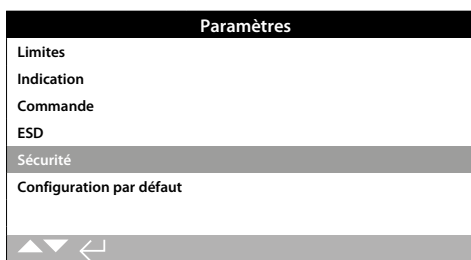 Paramètres
Limites
Indication
Commande
ESD
Sécurité
Configuration par défaut